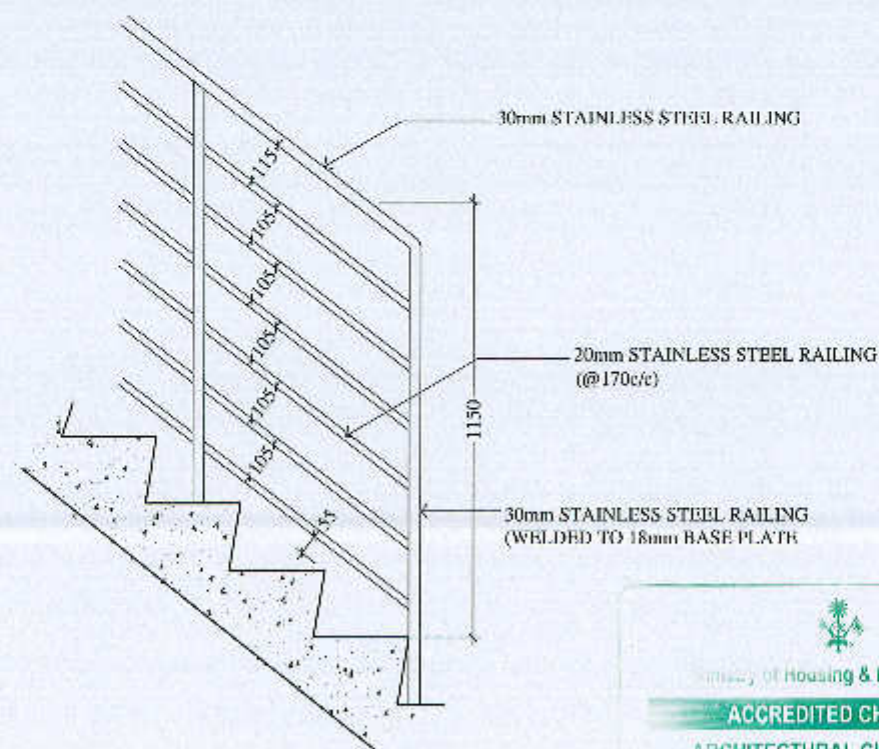 30mm STAINLESS STEEL RAILING
115
105
105
105
105
105
20mm STAINLESS STEEL RAILING
(@170c/c)
1150
30mm STAINLESS STEEL RAILING
(WELDED TO 18mm BASE PLATE
of Housing &
ACCREDITED CH
ARCHITECTURAL